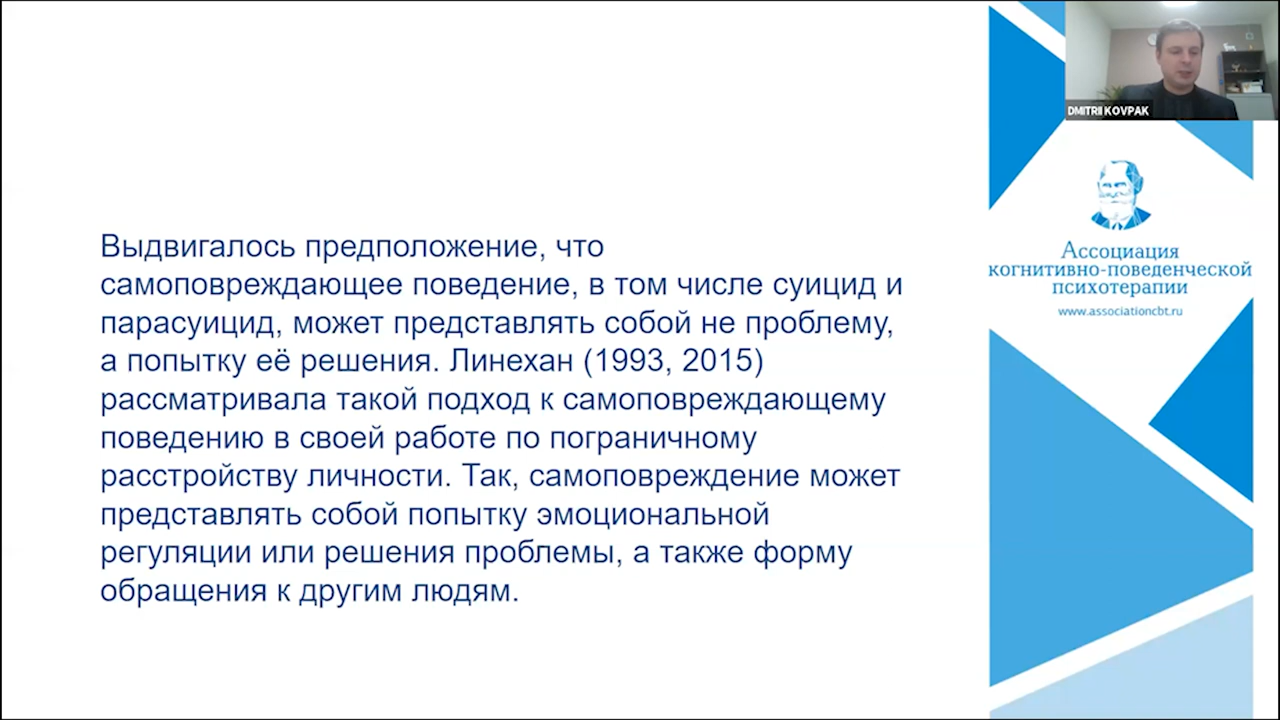 Выдвигалось предположение, что
самоповреждающее поведение, в том числе суицид и
парасуицид, может представлять собой не проблему,
а попытку её решения. Линехан (1993, 2015)
рассматривала такой подход к самоповреждающему
поведению в своей работе по пограничному
расстройству личности. Так, самоповреждение может
представлять собой попытку эмоциональной
регуляции или решения проблемы, а также форму
обращения к другим людям.
DMITRII KOVPAK
Ассоциация
когнитивно-поведенческой
психотерапии
www.associationcbt.ru